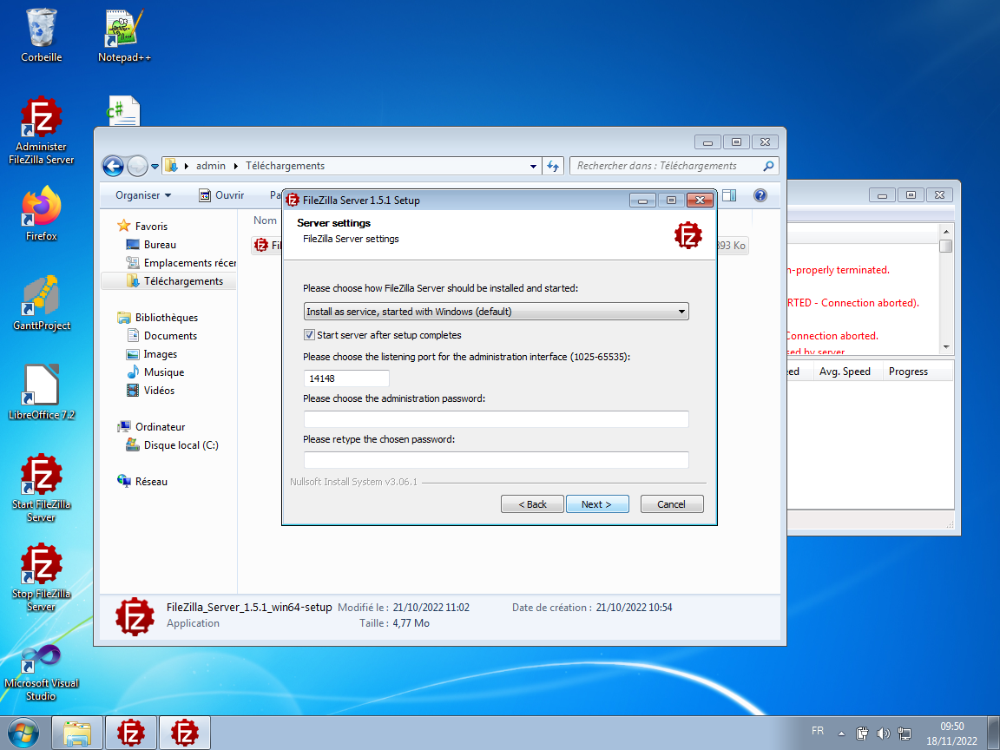 Corbeille
Notepad++
Administer
FileZilla Server
Firefox
GanttProject
LibreOffice 7.2
Start FileZilla
Server
Stop FileZilla
Server
Microsoft Visual
Studio
admin
Téléchargements
Rechercher dans : Téléchargements
Organiser
Ouvrir
Pa
Nom
Fil
893 Ko
Favoris
Bureau
Emplacements récer
Téléchargements
Bibliothèques
Documents
Images
Musique
Vidéos
Ordinateur
Disque local (C:)
Réseau
FileZilla Server 1.5.1 Setup
Server settings
FileZilla Server settings
Please choose how FileZilla Server should be installed and started:
Install as service, started with Windows (default)
Start server after setup completes
Please choose the listening port for the administration interface (1025-65535):
14148
Please choose the administration password:
Please retype the chosen password:
Nullsoft Install System v3.06.1
< Back
Next >
Cancel
n-properly terminated.
RTED - Connection aborted).
Connection aborted.
sed by server
eed
Avg. Speed
Progress
FileZilla_Server_1.5.1_win64-setup
Modifié le : 21/10/2022 11:02
Date de création : 21/10/2022 10:54
Application
Taille : 4,77 Mo
FR
09:50
18/11/2022